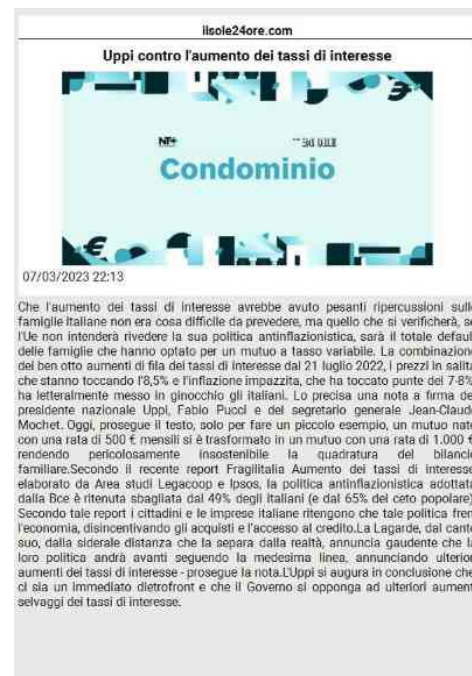 ilsole24ore.com
Uppi contro l'aumento dei tassi di interesse
NT+
24 ORE
Condominio
07/03/2023 22:13
Che l'aumento dei tassi di interesse avrebbe avuto pesanti ripercussioni sulle
famiglie italiane non era cosa difficile da prevedere, ma quello che si verificherà, se
l'Ue non intenderà rivedere la sua politica antinflazionistica, sarà il totale default
delle famiglie che hanno optato per un mutuo a tasso variabile. La combinazione
dei ben otto aumenti di fila dei tassi di interesse dal 21 luglio 2022, i prezzi in salita
che stanno toccando l'8,5% e l'inflazione impazzita, che ha toccato punte del 7-8%
ha letteralmente messo in ginocchio gli italiani. Lo precisa una nota a firma del
presidente nazionale Uppi, Fabio Pucci e del segretario generale Jean-Claude
Mochet. Oggi, prosegue il testo, solo per fare un piccolo esempio, un mutuo nato
con una rata di 500 € mensili si è trasformato in un mutuo con una rata di 1.000 €
rendendo pericolosamente insostenibile la quadratura del bilancio
familiare.Secondo il recente report Fragilitalia Aumento dei tassi di interesse
elaborato da Area studi Legacoop e Ipsos, la politica antinflazionistica adottata
dalla Bce è ritenuta sbagliata dal 49% degli italiani (e dal 65% del ceto popolare)
Secondo tale report i cittadini e le imprese italiane ritengono che tale politica fren
l'economia, disincentivando gli acquisti e l'accesso al credito.La Lagarde, dal canto
suo, dalla siderale distanza che la separa dalla realtà, annuncia gaudente che la
loro politica andrà avanti seguendo la medesima linea, annunciando ulterior
aumenti dei tassi di interesse - prosegue la nota.L'Uppi si augura in conclusione che
ci sia un immediato dietrofront e che il Governo si opponga ad ulteriori aument
selvaggi dei tassi di interesse.